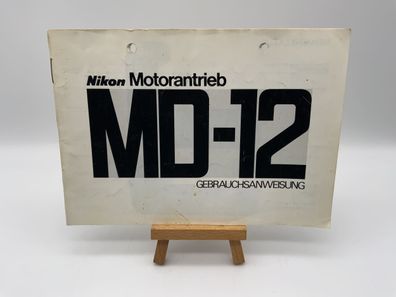 Nikon Motorantrieb
MD-12
GEBRAUCHSANWEISUNG